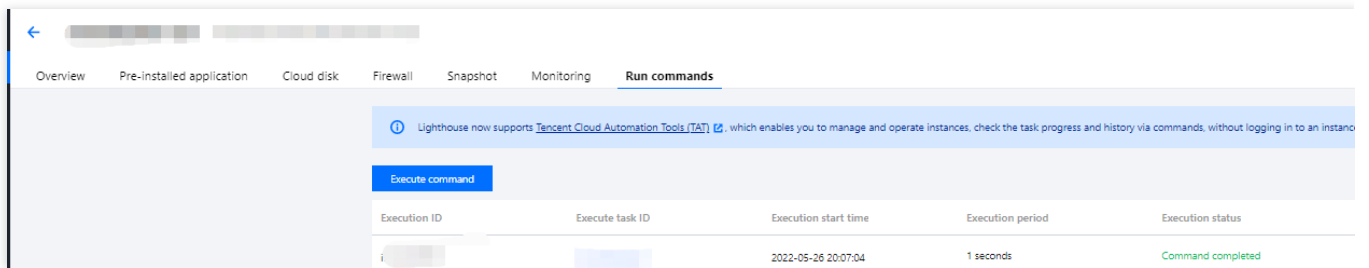 Overview Pre-installed application Cloud disk Firewall Snapshot Monitoring Run commands
Lighthouse now supports Tencent Cloud Automation Tools (TAT) , which enables you to manage and operate instances, check the task progress and history via commands, without logging in to an instance
Execute command
Execution ID Execute task ID Execution start time Execution period Execution status
2022-05-26 20:07:04 1 seconds Command completed